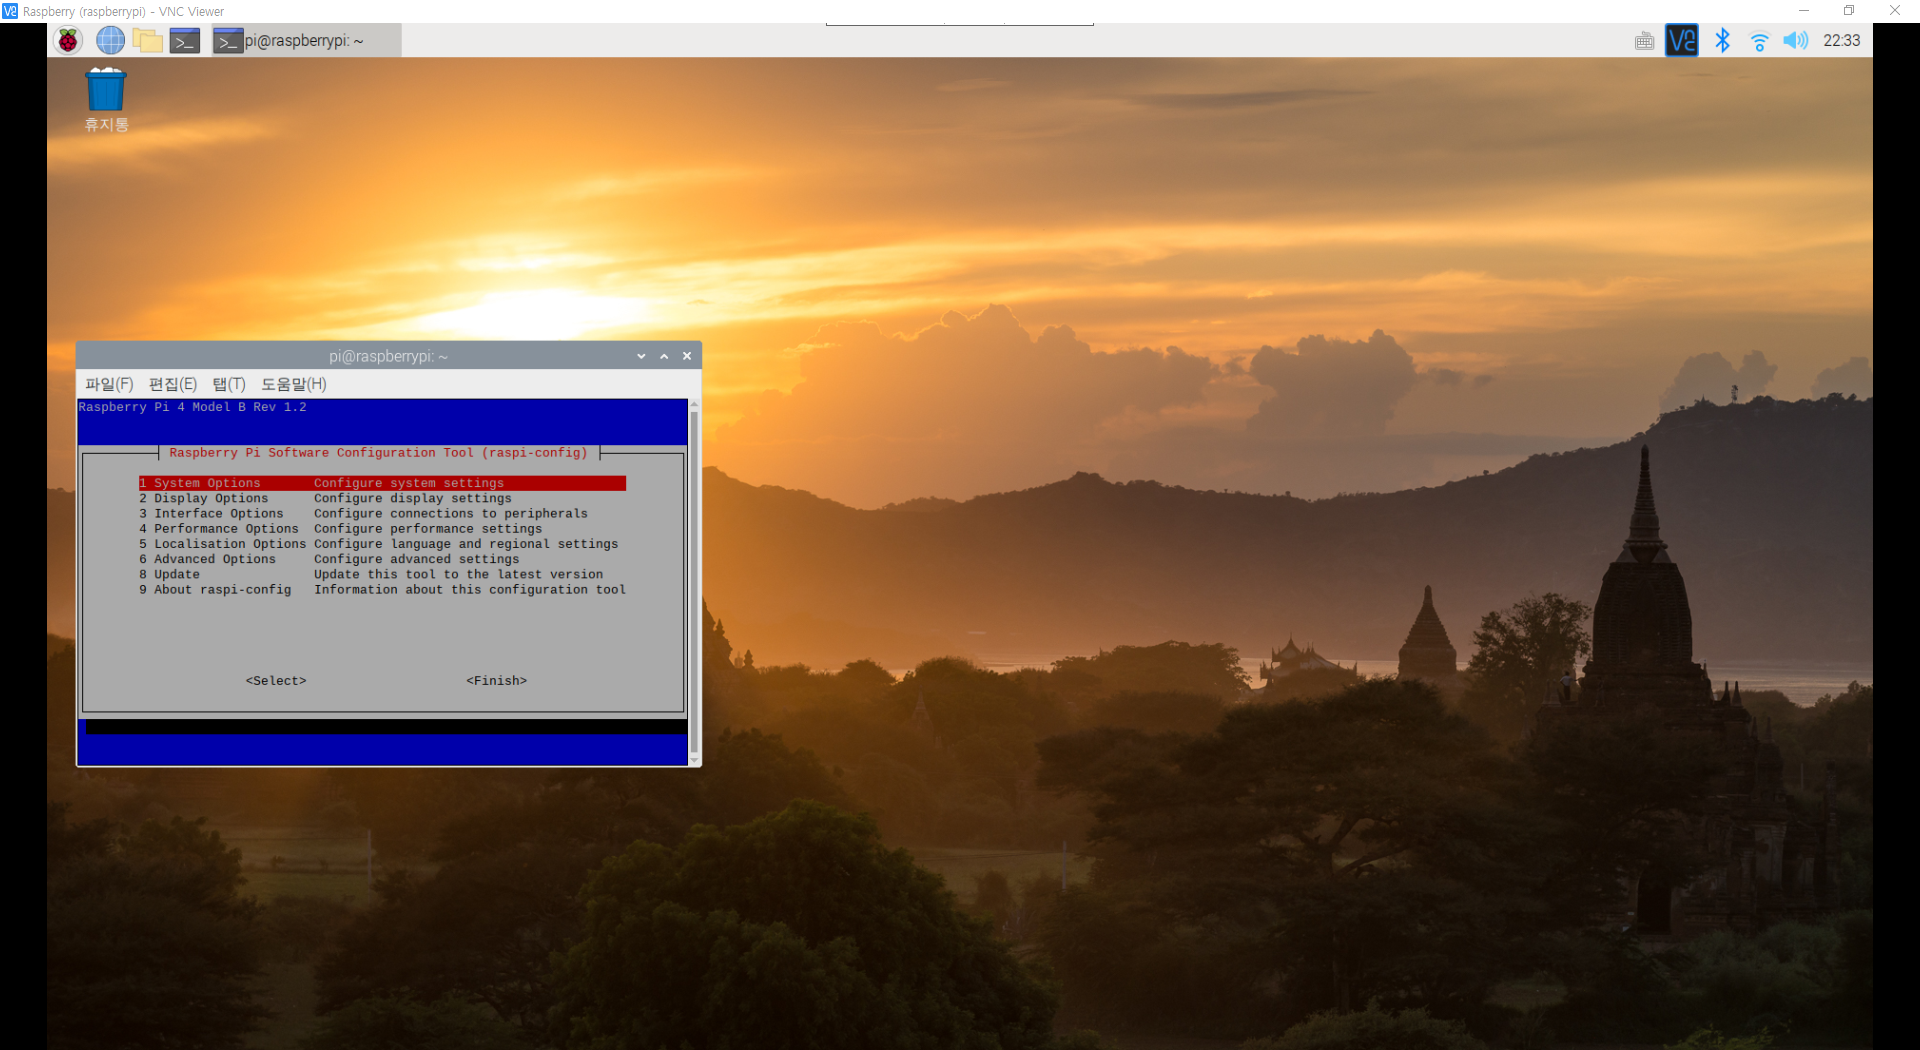 Raspberry (raspberrypi) - VNC Viewer
pi@raspberrypi: ~
22:33
휴지통
pi@raspberrypi: ~
파일(F) 편집(E) 탭(T) 도움말(H)
Raspberry Pi 4 Model B Rev 1.2
Raspberry Pi Software Configuration Tool (raspi-config)
1 System Options Configure system settings
2 Display Options Configure display settings
3 Interface Options Configure connections to peripherals
4 Performance Options Configure performance settings
5 Localisation Options Configure language and regional settings
6 Advanced Options Configure advanced settings
8 Update Update this tool to the latest version
9 About raspi-config Information about this configuration tool
<Select> <Finish>